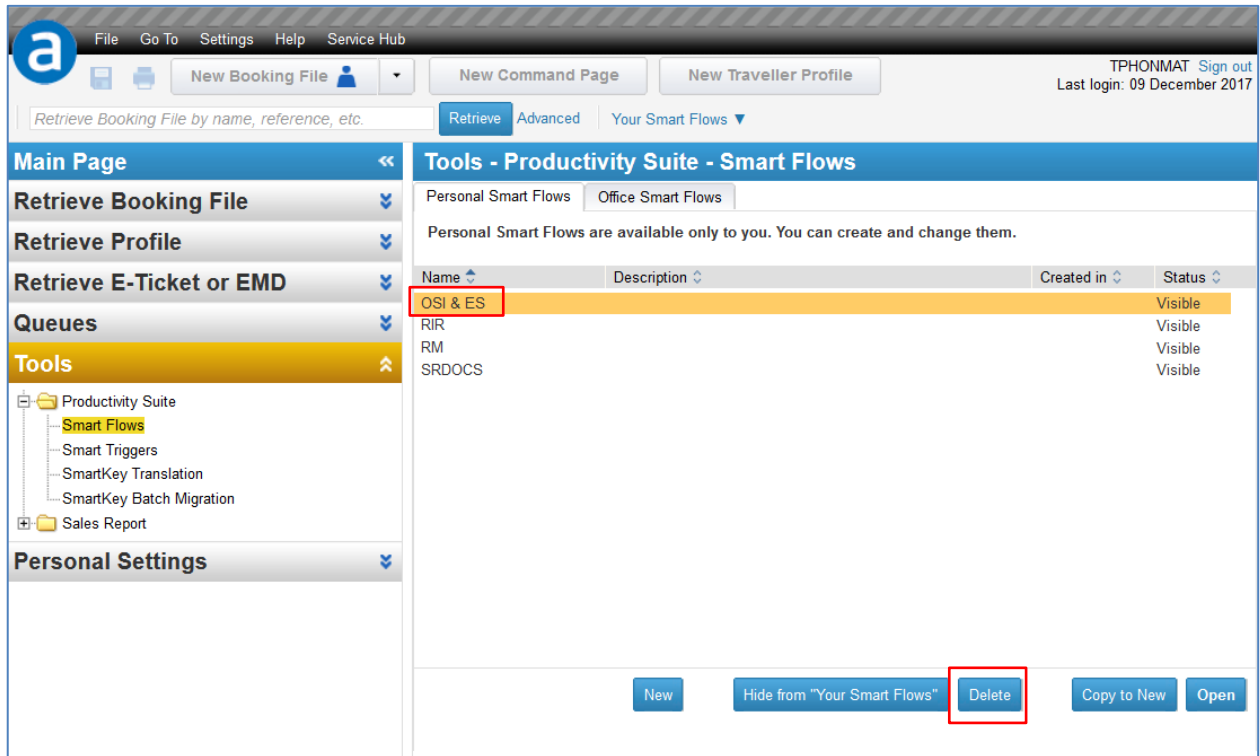 a
File Go To Settings Help Service Hub
New Booking File New Command Page New Traveller Profile
TPHONMAT Sign out
Last login: 09 December 2017
Retrieve Booking File by name, reference, etc. Retrieve Advanced Your Smart Flows ▼
Main Page «
Retrieve Booking File
Retrieve Profile
Retrieve E-Ticket or EMD
Queues
Tools
Productivity Suite
Smart Flows
Smart Triggers
SmartKey Translation
SmartKey Batch Migration
Sales Report
Personal Settings
Tools - Productivity Suite - Smart Flows
Personal Smart Flows Office Smart Flows
Personal Smart Flows are available only to you. You can create and change them.
Name Description Created in Status
OSI & ES Visible
RIR Visible
RM Visible
SRDOCS Visible
New Hide from "Your Smart Flows" Delete Copy to New Open